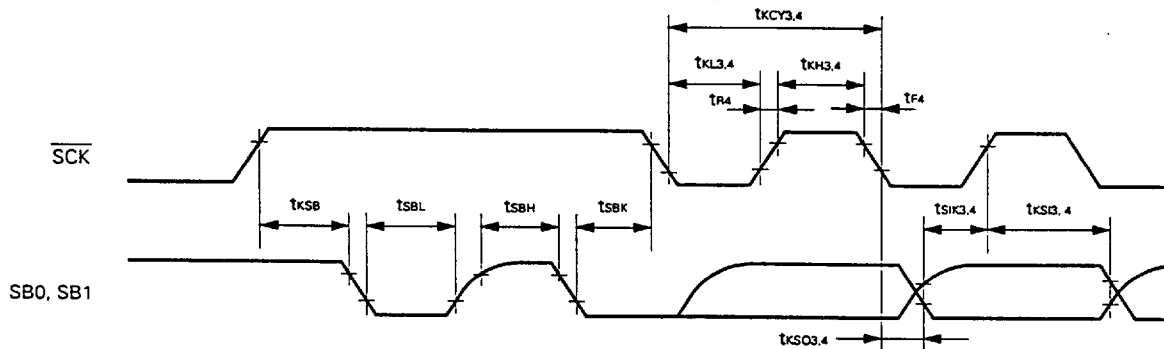 tKCY3,4
tKL3,4 tKH3,4
tR4 tF4
SCK
tKSB tSBL tSBH tSBK tSIK3,4 tKSI3, 4
SB0, SB1
tKSO3,4